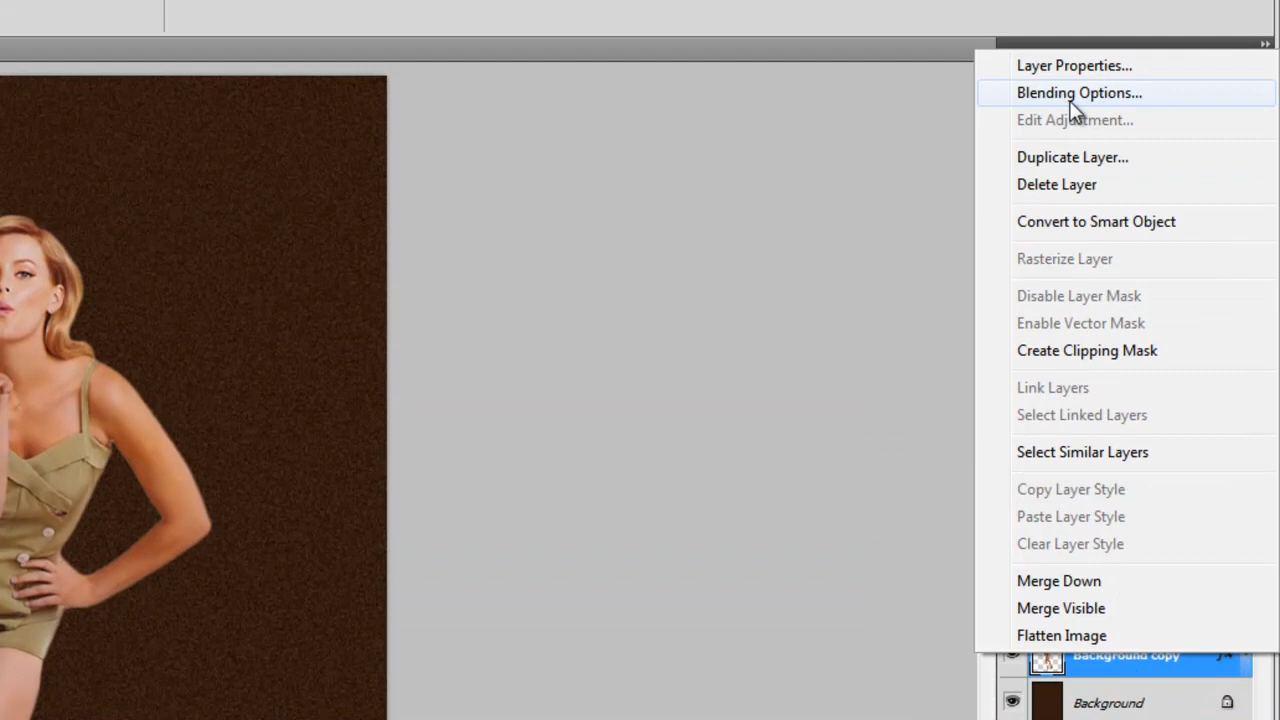 Layer Properties...
Blending Options...
Edit Adjustment...
Duplicate Layer...
Delete Layer
Convert to Smart Object
Rasterize Layer
Disable Layer Mask
Enable Vector Mask
Create Clipping Mask
Link Layers
Select Linked Layers
Select Similar Layers
Copy Layer Style
Paste Layer Style
Clear Layer Style
Merge Down
Merge Visible
Flatten Image
Background copy
Background